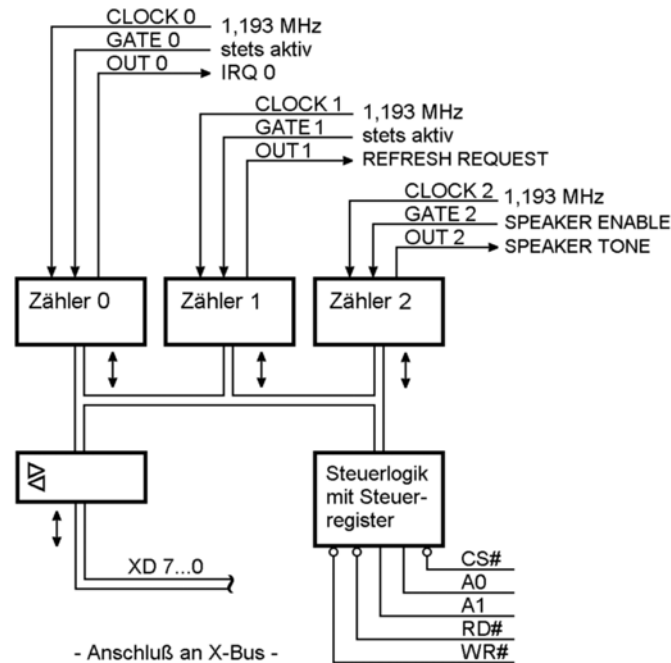 CLOCK 0 1,193 MHz
GATE 0 stets aktiv
OUT 0 IRQ 0
CLOCK 1 1,193 MHz
GATE 1 stets aktiv
OUT 1 REFRESH REQUEST
CLOCK 2 1,193 MHz
GATE 2 SPEAKER ENABLE
OUT 2 SPEAKER TONE
Zähler 0
Zähler 1
Zähler 2
Steuerlogik
mit Steuer-
register
XD 7...0
CS#
A0
A1
RD#
WR#
- Anschluß an X-Bus -